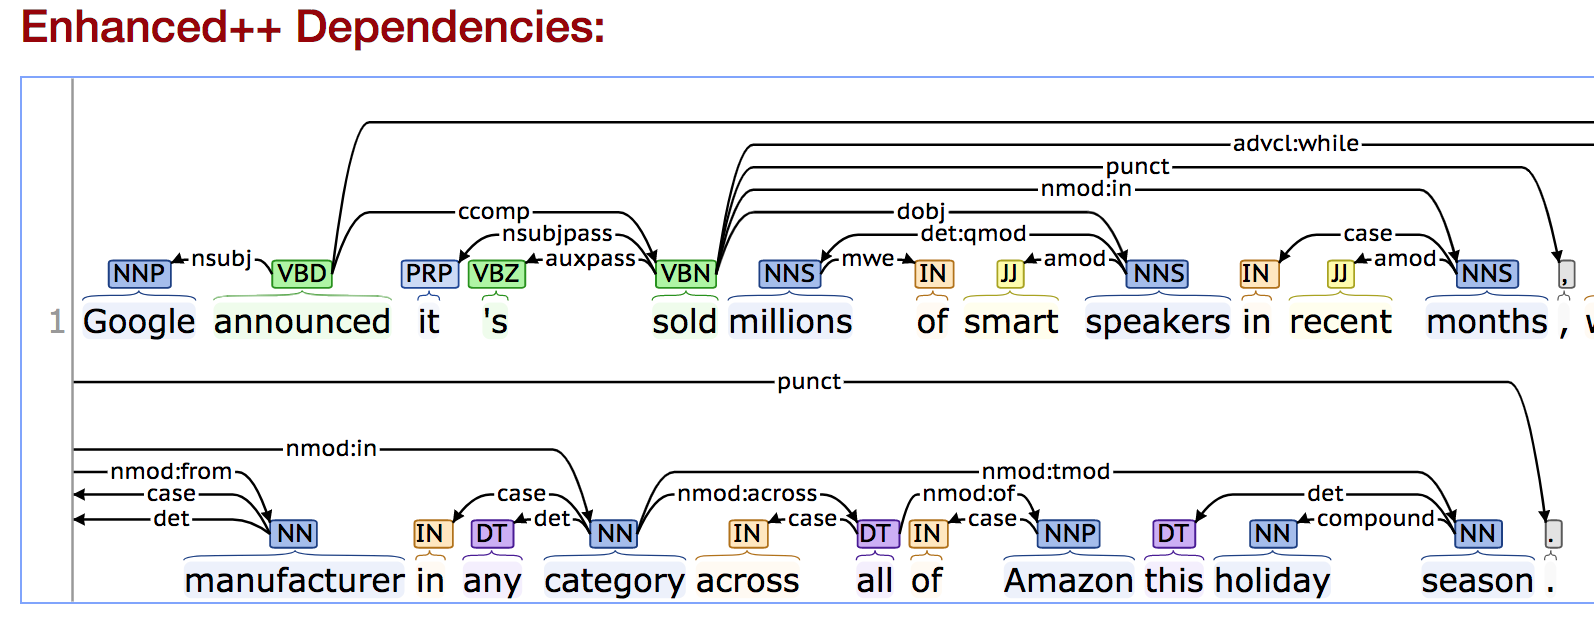 Enhanced++ Dependencies:
advcl:while
punct
nmod:in
ccomp dobj
nsubjpass det:qmod case
nsubj auxpass mwe amod amod
NNP VBD PRP VBZ VBN NNS IN JJ NNS IN JJ NNS ,
1 Google announced it 's sold millions of smart speakers in recent months ,
punct
nmod:in
nmod:from nmod:tmod
case case nmod:across nmod:of det
det det case case compound
NN IN DT NN IN DT IN NNP DT NN NN .
manufacturer in any category across all of Amazon this holiday season .